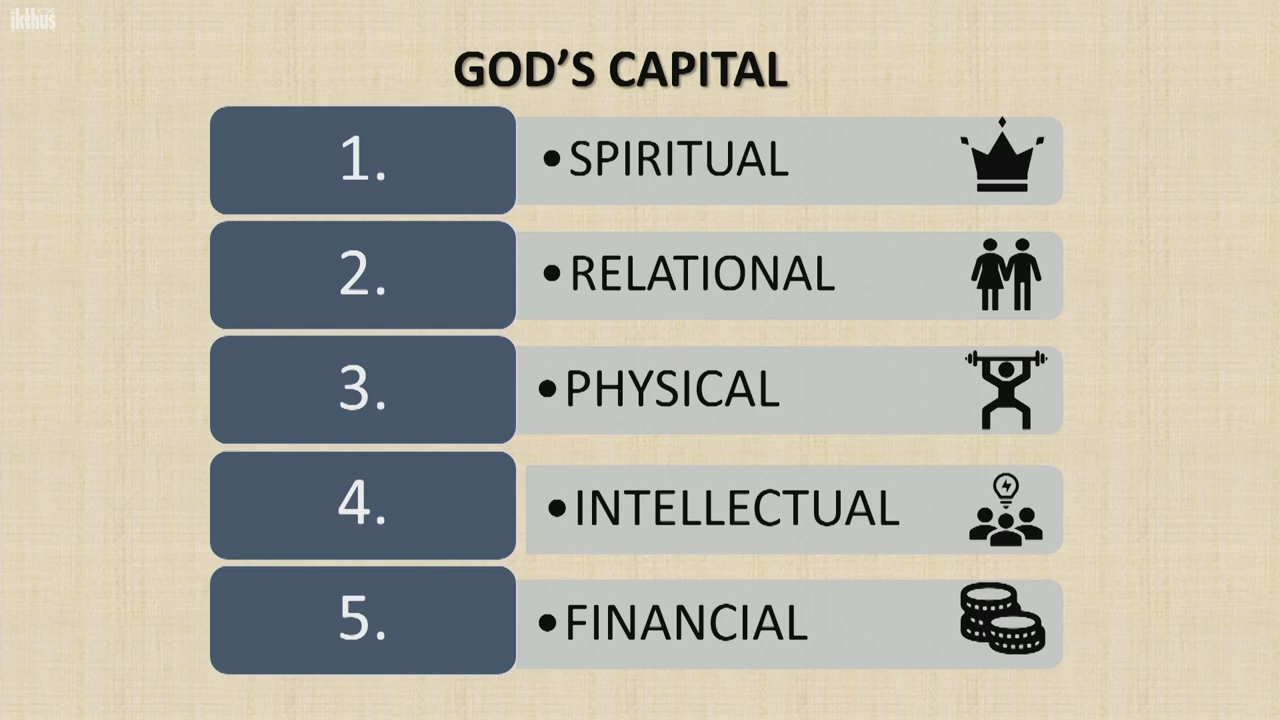 ikthus
GOD'S CAPITAL
1.
• SPIRITUAL
2.
• RELATIONAL
3.
• PHYSICAL
4.
• INTELLECTUAL
5.
• FINANCIAL